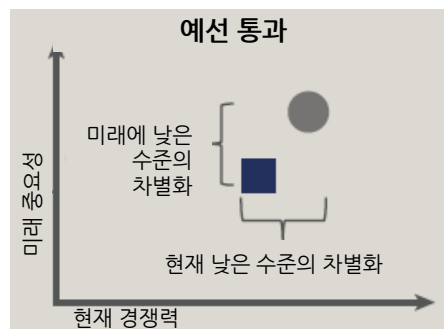 예선 통과
미래에 낮은
수준의
차별화
미래 중요성
현재 낮은 수준의 차별화
현재 경쟁력